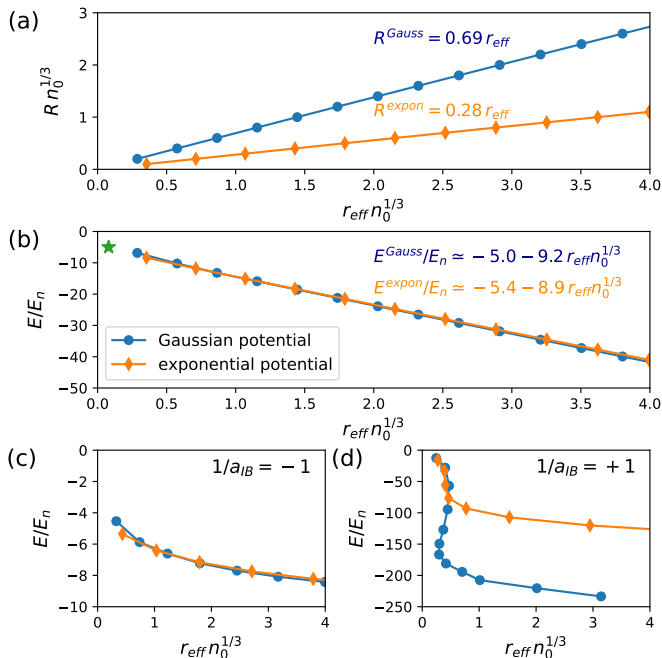 (a)
3
2
1
0
R n_0^{1/3}
R^{Gauss} = 0.69 r_{eff}
R^{expon} = 0.28 r_{eff}
0.0 0.5 1.0 1.5 2.0 2.5 3.0 3.5 4.0
r_{eff} n_0^{1/3}
(b)
0
−10
−20
−30
−40
−50
E/E_n
E^{Gauss}/E_n ≃ −5.0 − 9.2 r_{eff} n_0^{1/3}
E^{expon}/E_n ≃ −5.4 − 8.9 r_{eff} n_0^{1/3}
Gaussian potential
exponential potential
0.0 0.5 1.0 1.5 2.0 2.5 3.0 3.5 4.0
r_{eff} n_0^{1/3}
(c)
0
−2
−4
−6
−8
−10
E/E_n
1/a_{IB} = −1
0 1 2 3 4
r_{eff} n_0^{1/3}
(d)
0
−50
−100
−150
−200
−250
E/E_n
1/a_{IB} = +1
0 1 2 3 4
r_{eff} n_0^{1/3}